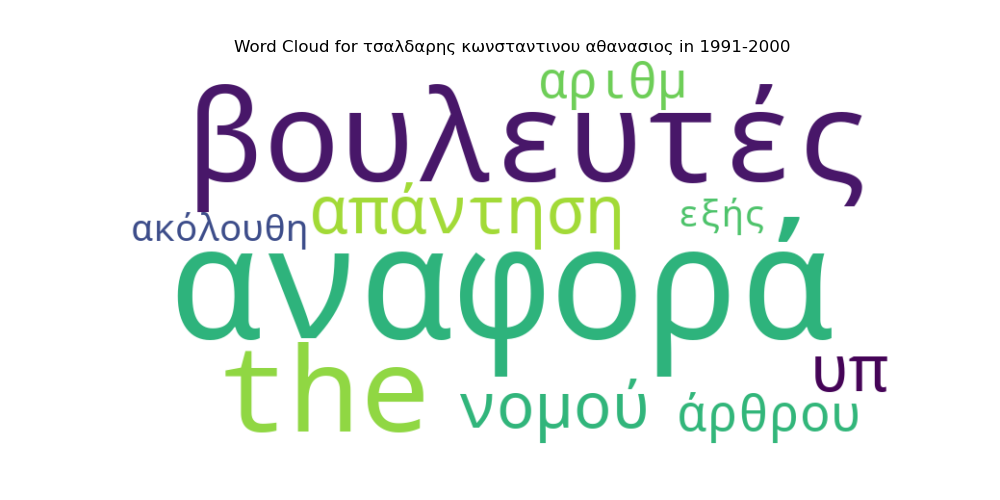 Word Cloud for τσαλδαρης κωνσταντινου αθανασιος in 1991-2000
αριθμ
βουλευτές
απάντηση
εξής
ακόλουθη
αναφορά
the
υπ
νομού
άρθρου